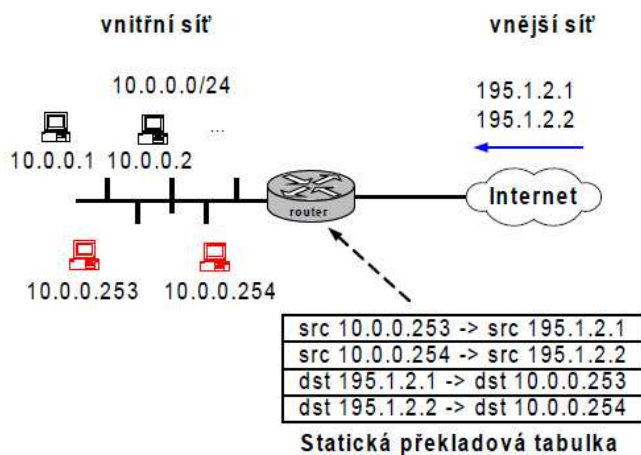 vnitřní síť
vnější síť
10.0.0.0/24
195.1.2.1
195.1.2.2
...
10.0.0.1
10.0.0.2
router
Internet
10.0.0.253
10.0.0.254
src 10.0.0.253 -> src 195.1.2.1
src 10.0.0.254 -> src 195.1.2.2
dst 195.1.2.1 -> dst 10.0.0.253
dst 195.1.2.2 -> dst 10.0.0.254
Statická překladová tabulka